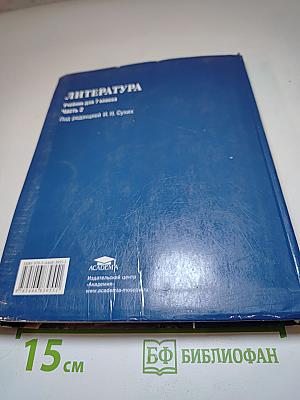 ЛИТЕРАТУРА
Учебник для 7 класса
Часть 2
Под редакцией И. Н. Сухих
ACADEMA
Издательский центр
«Академия»
www.academia-moscow.ru
15 см
БФ БИБЛИОФАН